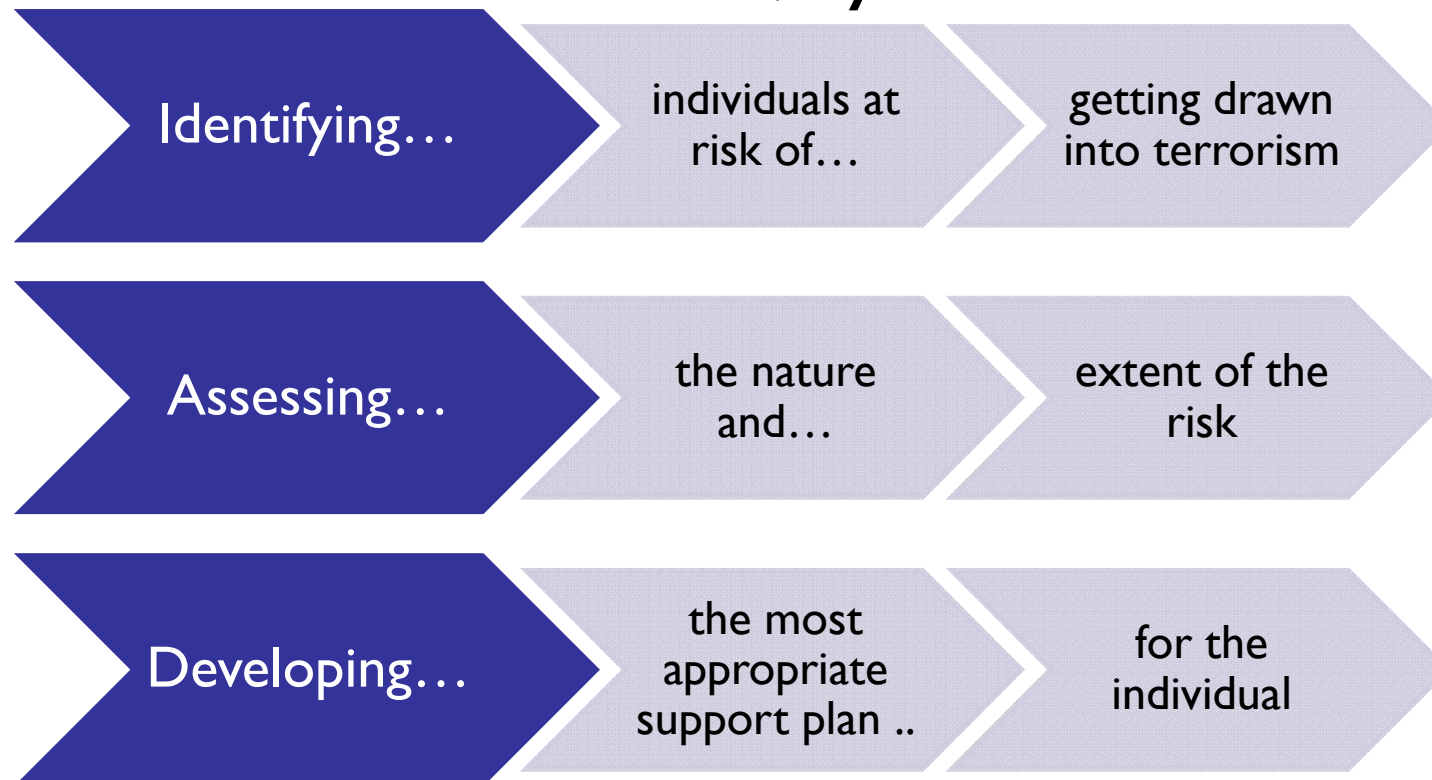 Identifying…
individuals at
risk of…
getting drawn
into terrorism
Assessing…
the nature
and…
extent of the
risk
Developing…
the most
appropriate
support plan ..
for the
individual